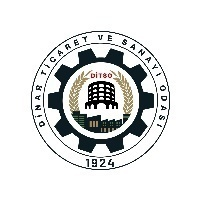 DİNAR TİCARET VE SANAYİ ODASI
DİTSO
1924